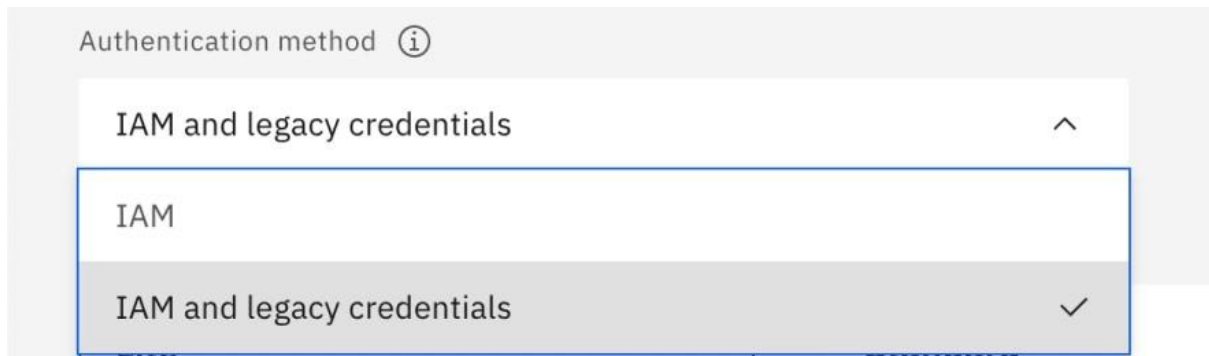 Authentication method
IAM and legacy credentials
IAM
IAM and legacy credentials